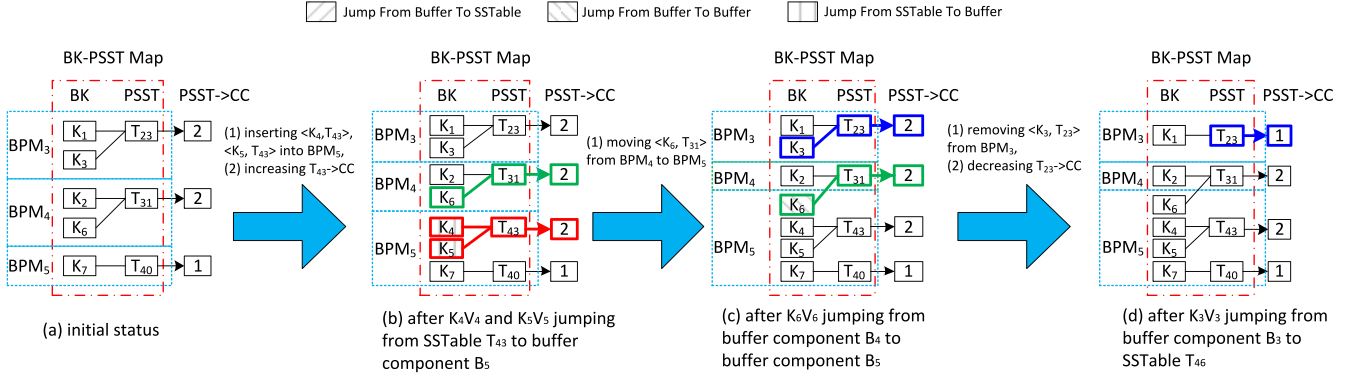 Jump From Buffer To SSTable
Jump From Buffer To Buffer
Jump From SSTable To Buffer
BK-PSST Map
BK PSST PSST->CC
BPM3
K1 T23 2
K3
BPM4
K2 T31 2
K6
BPM5
K7 T40 1
(a) initial status
(1) inserting <K4,T43>,
<K5, T43> into BPM5,
(2) increasing T43->CC
BK-PSST Map
BK PSST PSST->CC
BPM3
K1 T23 2
K3
BPM4
K2 T31 2
K6
BPM5
K4 T43 2
K5
K7 T40 1
(b) after K4V4 and K5V5 jumping
from SSTable T43 to buffer
component B5
(1) moving <K6, T31>
from BPM4 to BPM5
BK-PSST Map
BK PSST PSST->CC
BPM3
K1 T23 2
K3
BPM4
K2 T31 2
K6
BPM5
K4 T43 2
K5
K7 T40 1
(c) after K6V6 jumping from
buffer component B4 to
buffer component B5
(1) removing <K3, T23>
from BPM3,
(2) decreasing T23->CC
BK-PSST Map
BK PSST PSST->CC
BPM3
K1 T23 1
BPM4
K2 T31 2
K6
BPM5
K4 T43 2
K5
K7 T40 1
(d) after K3V3 jumping from
buffer component B3 to
SSTable T46